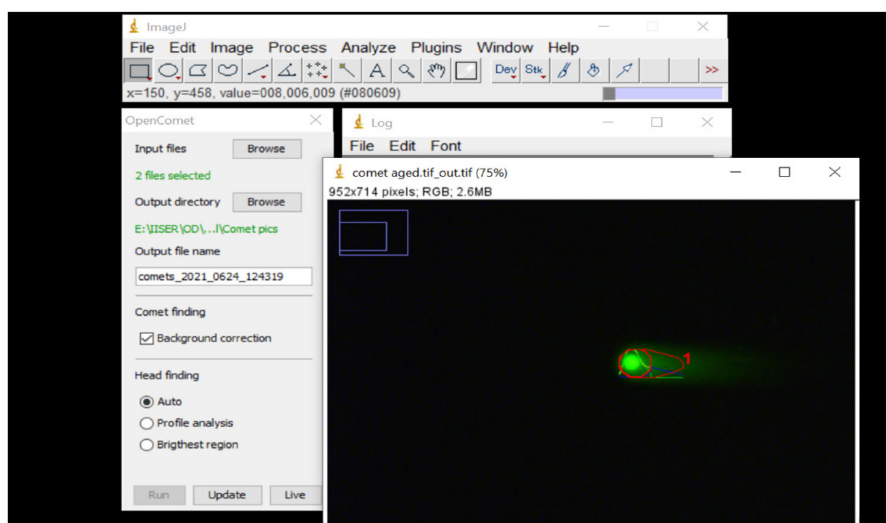 ImageJ
File Edit Image Process Analyze Plugins Window Help
A Dev Stk >>
x=150, y=458, value=008,006,009 (#080609)
OpenComet
Input files Browse
2 files selected
Output directory Browse
E:\IISER\OD\...l\Comet pics
Output file name
comets_2021_0624_124319
Comet finding
Background correction
Head finding
Auto
Profile analysis
Brigthest region
Run Update Live
Log
File Edit Font
comet aged.tif_out.tif (75%)
952x714 pixels; RGB; 2.6MB
1